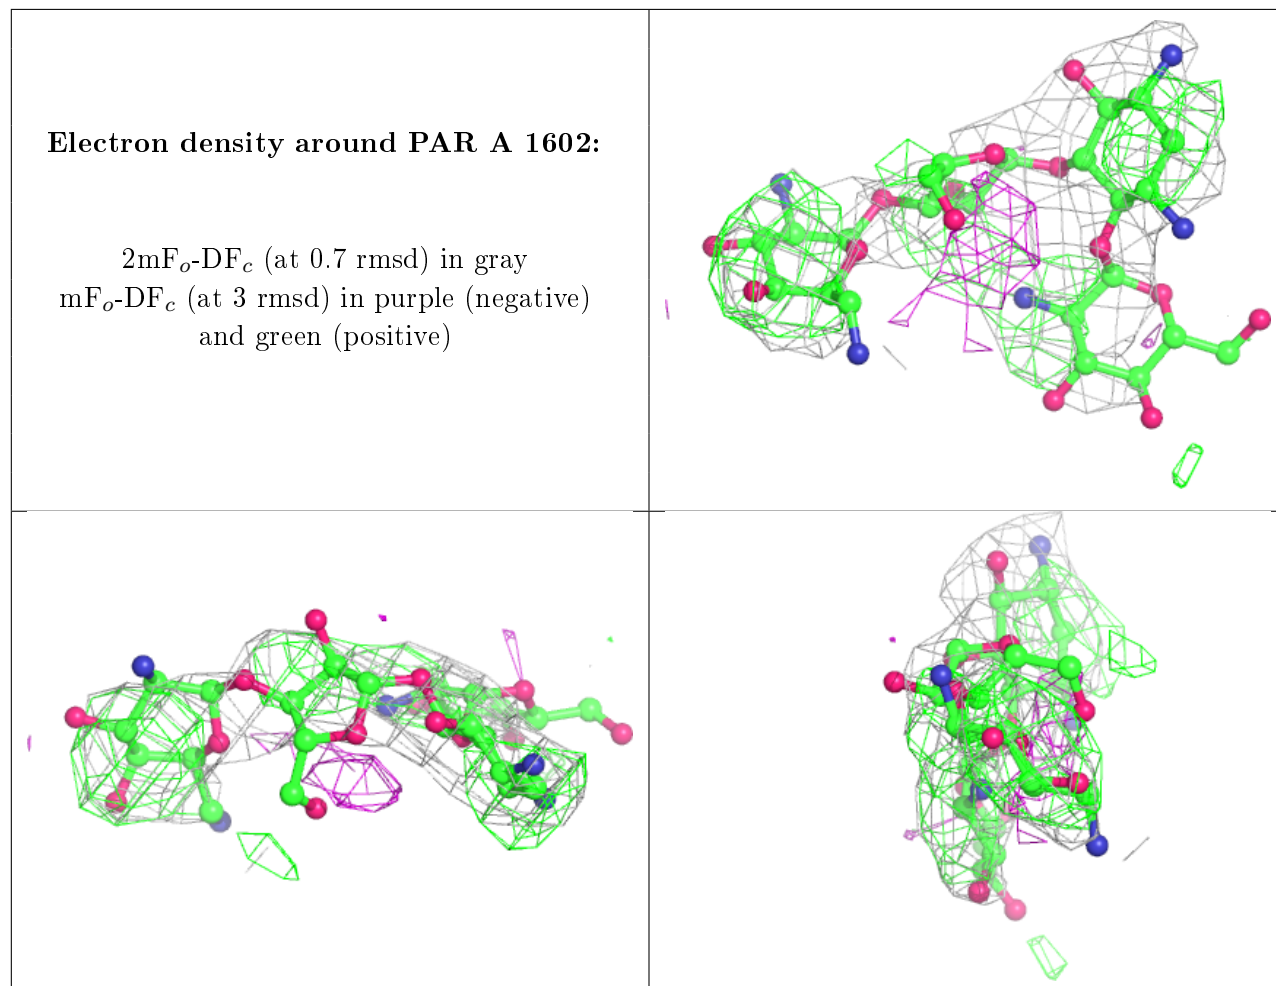 Electron density around PAR A 1602:
2mFo-DFc (at 0.7 rmsd) in gray
mFo-DFc (at 3 rmsd) in purple (negative)
and green (positive)